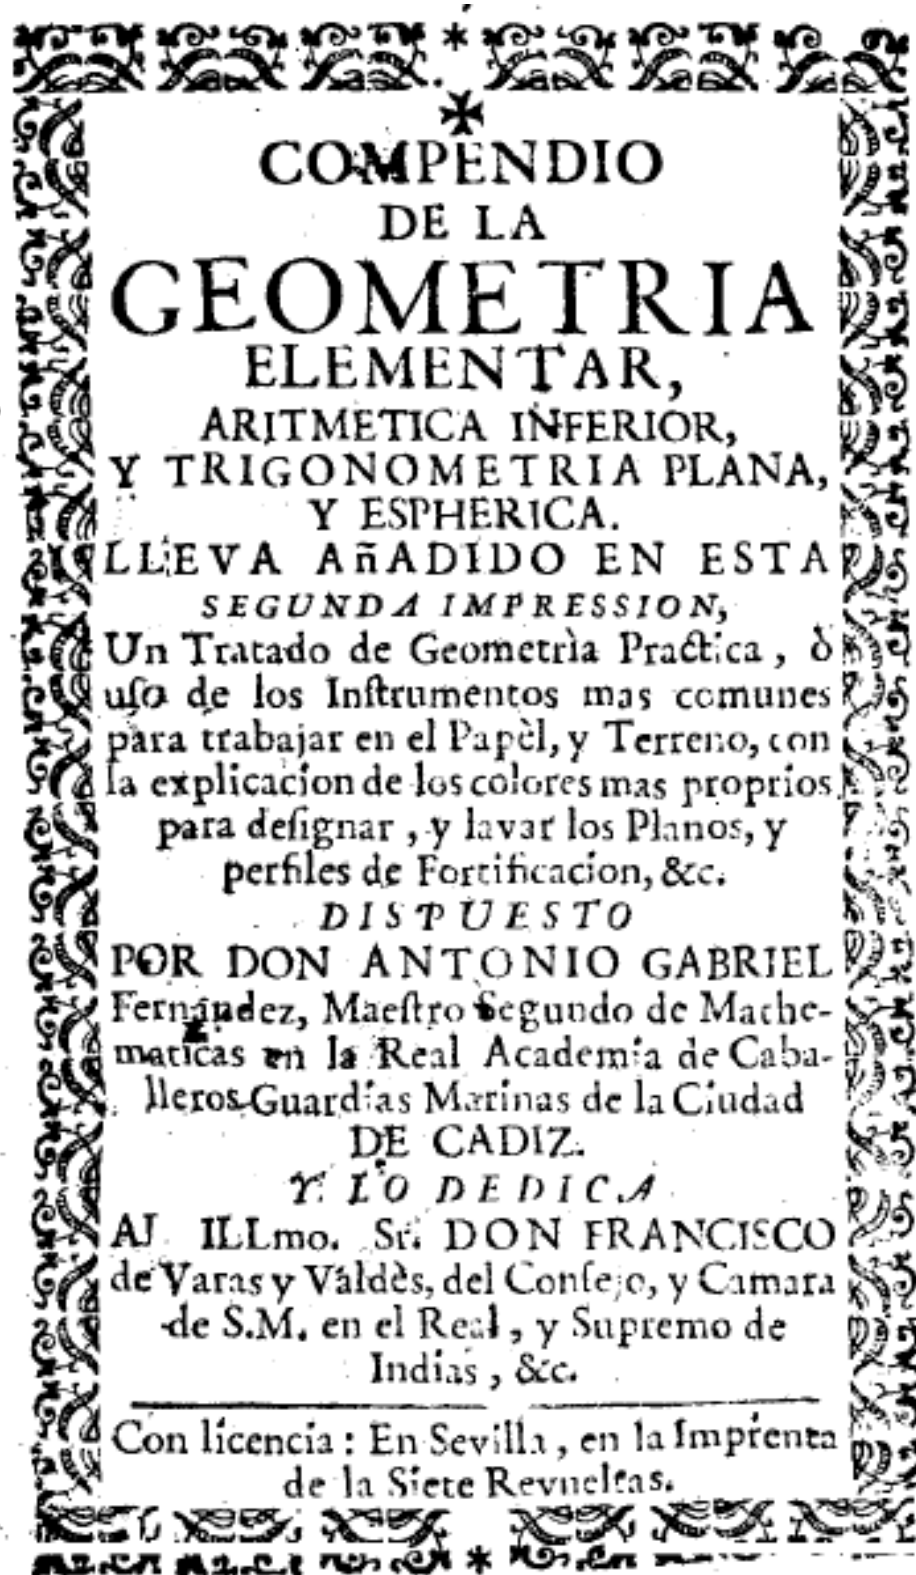 COMPENDIO
DE LA
GEOMETRIA
ELEMENTAR,
ARITMETICA INFERIOR,
Y TRIGONOMETRIA PLANA,
Y ESPHERICA.
LLEVA AñADIDO EN ESTA
SEGUNDA IMPRESSION,
Un Tratado de Geometrìa Practica, ò
uſo de los Inſtrumentos mas comunes
para trabajar en el Papèl, y Terreno, con
la explicacion de los colores mas proprios
para deſignar, y lavar los Planos, y
perfiles de Fortificacion, &c.
DISPUESTO
POR DON ANTONIO GABRIEL
Fernandez, Maeſtro Segundo de Mathe-
maticas en la Real Academia de Caba-
lleros Guardias Marinas de la Ciudad
DE CADIZ.
Y LO DEDICA
AL ILLmo. Sr. DON FRANCISCO
de Varas y Valdès, del Conſejo, y Camara
de S.M. en el Real, y Supremo de
Indias, &c.
Con licencia: En Sevilla, en la Imprenta
de la Siete Revueltas.